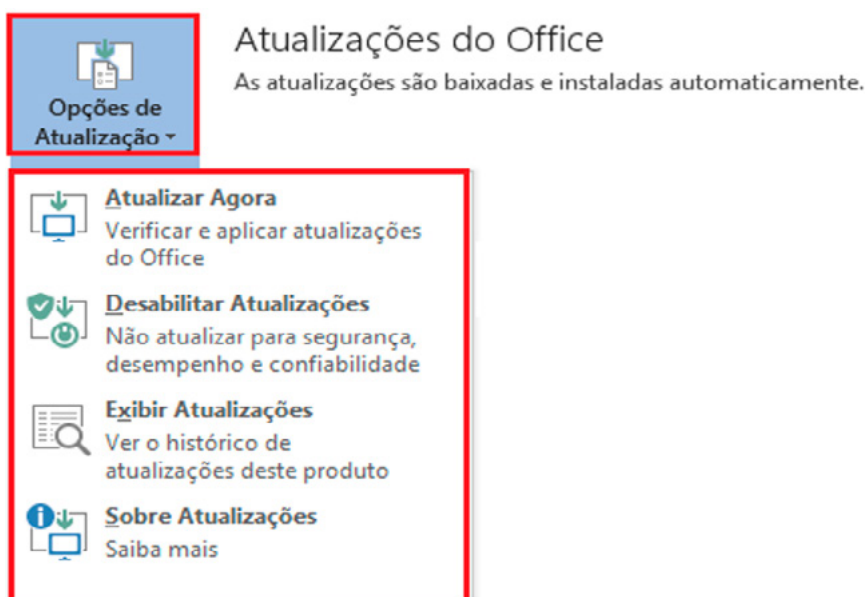 Atualizações do Office
As atualizações são baixadas e instaladas automaticamente.
Opções de
Atualização
Atualizar Agora
Verificar e aplicar atualizações
do Office
Desabilitar Atualizações
Não atualizar para segurança,
desempenho e confiabilidade
Exibir Atualizações
Ver o histórico de
atualizações deste produto
Sobre Atualizações
Saiba mais